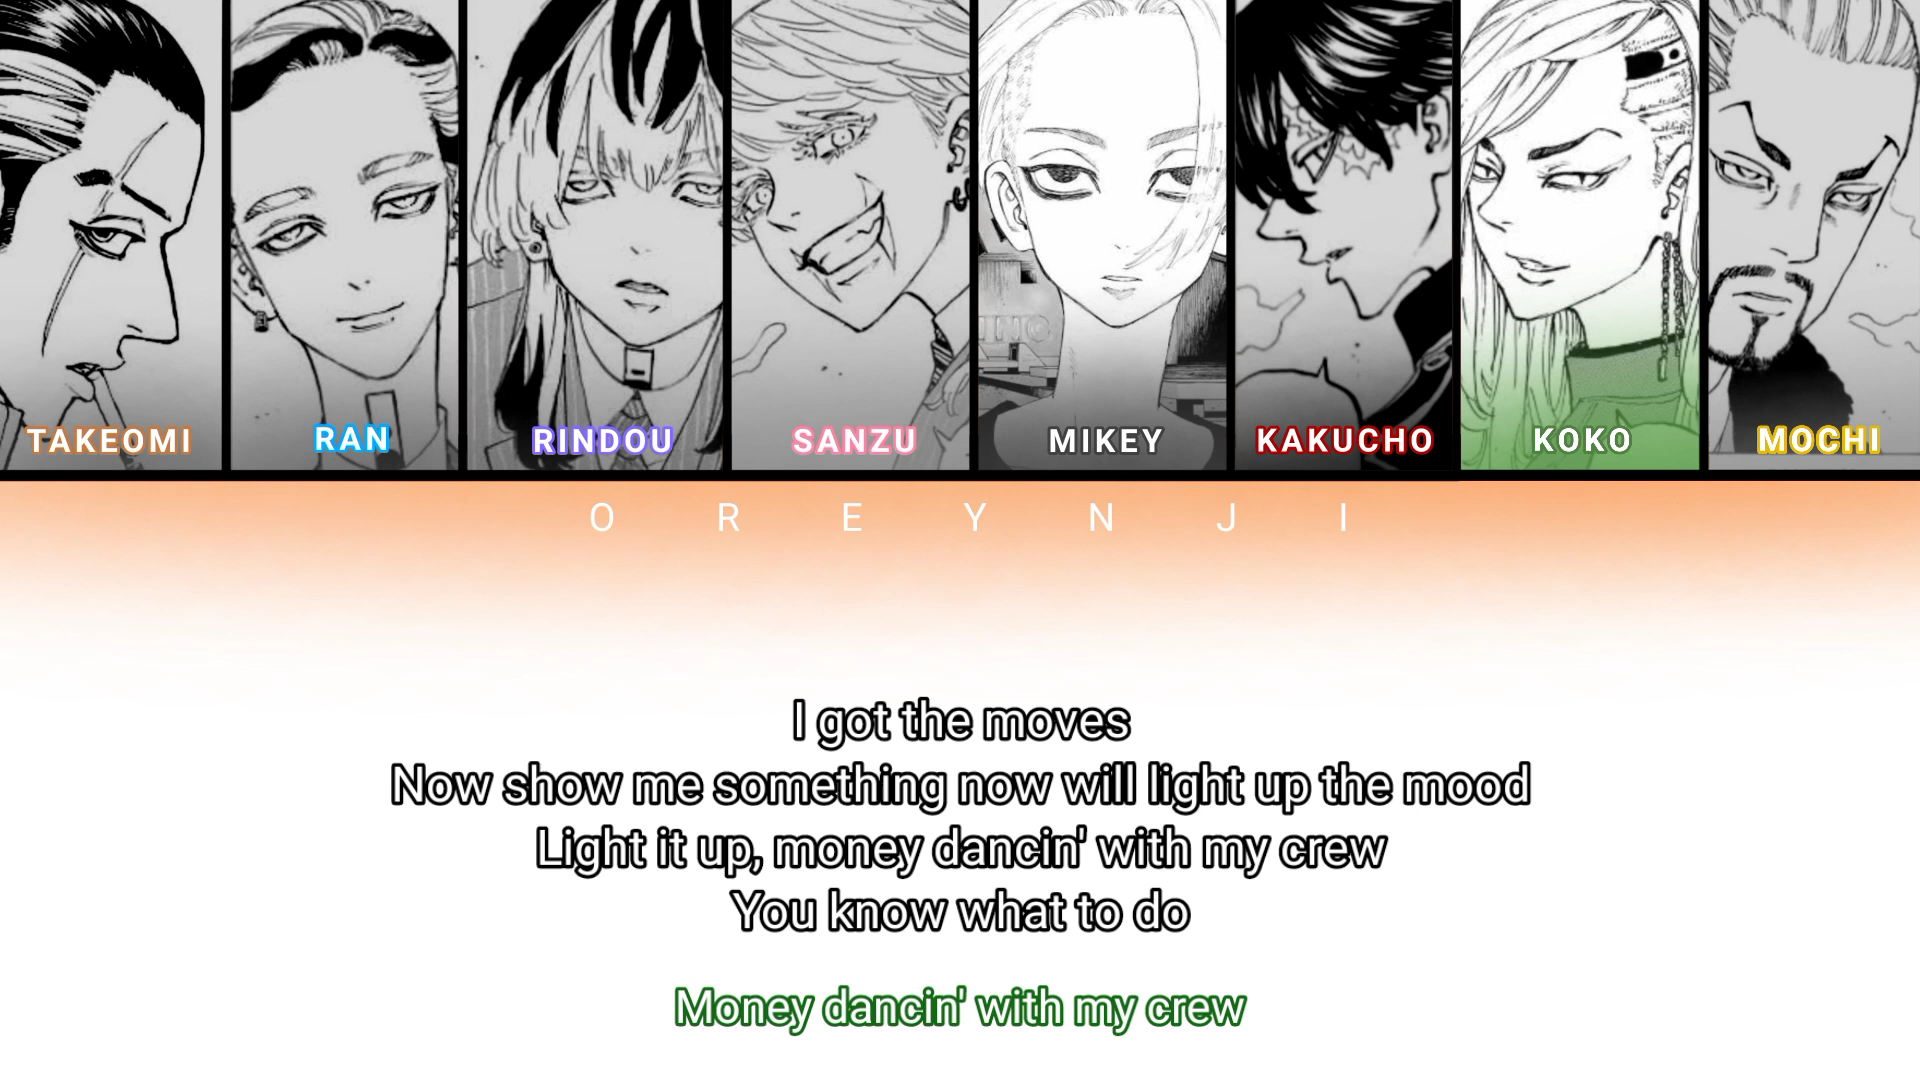 TAKEOMI
RAN
RINDOU
SANZU
MIKEY
KAKUCHO
KOKO
MOCHI
O R E Y N J I
I got the moves
Now show me something now will light up the mood
Light it up, money dancin' with my crew
You know what to do
Money dancin' with my crew